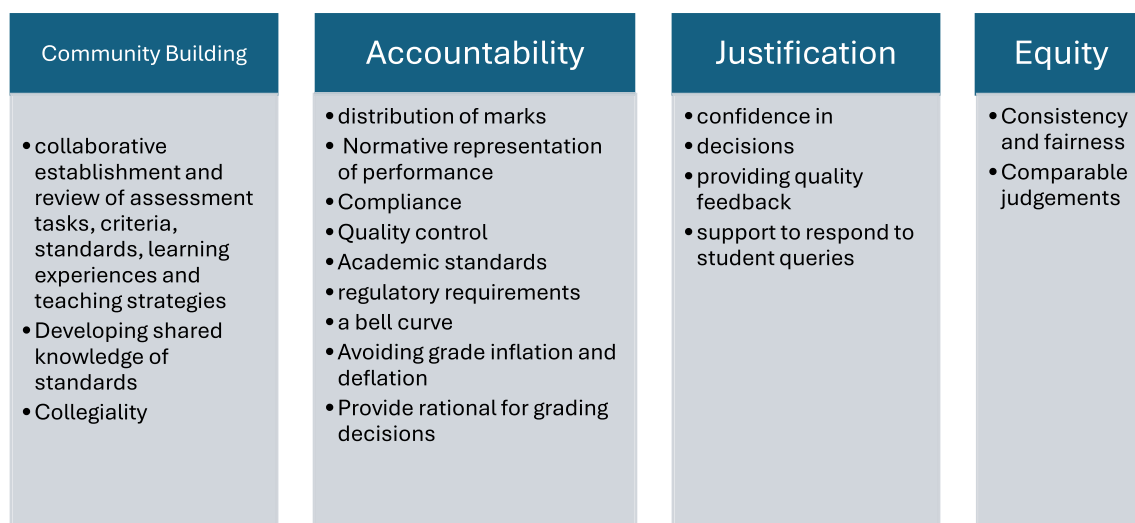 Community Building
•collaborative
establishment and
review of assessment
tasks, criteria,
standards, learning
experiences and
teaching strategies
•Developing shared
knowledge of
standards
•Collegiality
Accountability
•distribution of marks
• Normative representation
of performance
•Compliance
•Quality control
•Academic standards
•regulatory requirements
•a bell curve
•Avoiding grade inflation and
deflation
•Provide rational for grading
decisions
Justification
•confidence in
•decisions
•providing quality
feedback
•support to respond to
student queries
Equity
•Consistency
and fairness
•Comparable
judgements